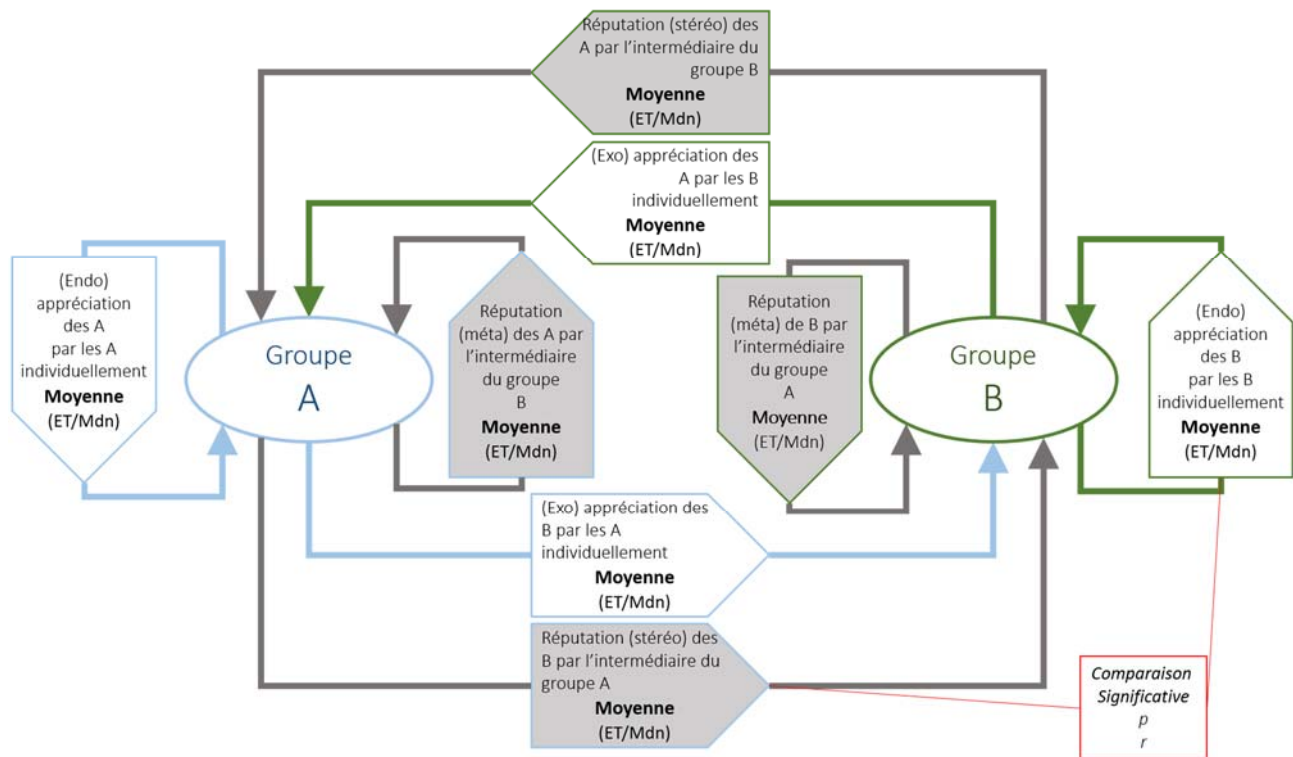 Réputation (stéréo) des
A par l'intermédiaire du
groupe B
Moyenne
(ET/Mdn)
(Exo) appréciation des
A par les B
individuellement
Moyenne
(ET/Mdn)
(Endo)
appréciation
des A
par les A
individuellement
Moyenne
(ET/Mdn)
Groupe
A
Réputation
(méta) des A par
l'intermédiaire
du groupe
B
Moyenne
(ET/Mdn)
Réputation
(méta) de B par
l'intermédiaire
du groupe
A
Moyenne
(ET/Mdn)
Groupe
B
(Endo)
appréciation
des B
par les B
individuellement
Moyenne
(ET/Mdn)
(Exo) appréciation des
B par les A
individuellement
Moyenne
(ET/Mdn)
Réputation (stéréo) des
B par l'intermédiaire du
groupe A
Moyenne
(ET/Mdn)
Comparaison
Significative
p
r